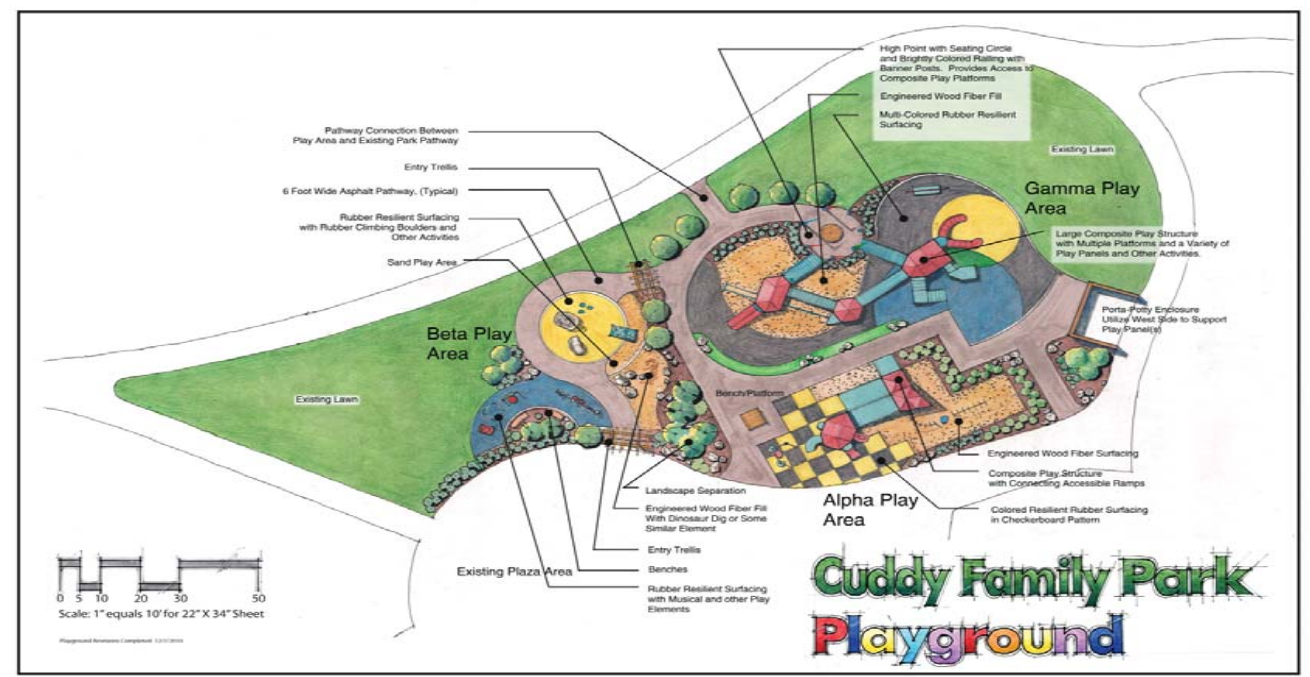 High Point with Seating Circle
and Brightly Colored Railing with
Banner Posts. Provides Access to
Composite Play Platforms
Engineered Wood Fiber Fill
Multi-Colored Rubber Resilient
Surfacing
Pathway Connection Between
Play Area and Existing Park Pathway
Entry Trellis
6 Foot Wide Asphalt Pathway, (Typical)
Rubber Resilient Surfacing
with Rubber Climbing Boulders and
Other Activities
Sand Play Area
Existing Lawn
Gamma Play
Area
Large Composite Play Structure
with Multiple Platforms and a Variety of
Play Panels and Other Activities.
Porta-Potty Enclosure
Utilize West Side to Support
Play Panel(s)
Beta Play
Area
Existing Lawn
Bench/Platform
Engineered Wood Fiber Surfacing
Composite Play Structure
with Connecting Accessible Ramps
Colored Resilient Rubber Surfacing
in Checkerboard Pattern
Alpha Play
Area
Landscape Separation
Engineered Wood Fiber Fill
With Dinosaur Dig or Some
Similar Element
Entry Trellis
Benches
Rubber Resilient Surfacing
with Musical and other Play
Elements
Existing Plaza Area
0 5 10 20 30 50
Scale: 1" equals 10' for 22" X 34" Sheet
Playground Revisions Completed
Cuddy Family Park
Playground